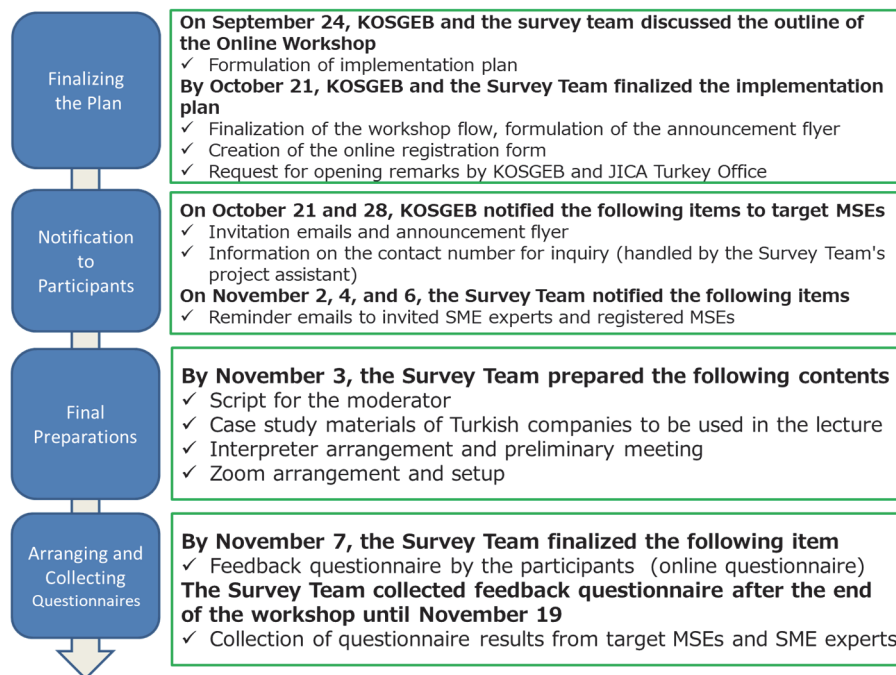 Finalizing
the Plan
On September 24, KOSGEB and the survey team discussed the outline of
the Online Workshop
✓ Formulation of implementation plan
By October 21, KOSGEB and the Survey Team finalized the implementation
plan
✓ Finalization of the workshop flow, formulation of the announcement flyer
✓ Creation of the online registration form
✓ Request for opening remarks by KOSGEB and JICA Turkey Office
Notification
to
Participants
On October 21 and 28, KOSGEB notified the following items to target MSEs
✓ Invitation emails and announcement flyer
✓ Information on the contact number for inquiry (handled by the Survey Team's
project assistant)
On November 2, 4, and 6, the Survey Team notified the following items
✓ Reminder emails to invited SME experts and registered MSEs
Final
Preparations
By November 3, the Survey Team prepared the following contents
✓ Script for the moderator
✓ Case study materials of Turkish companies to be used in the lecture
✓ Interpreter arrangement and preliminary meeting
✓ Zoom arrangement and setup
Arranging and
Collecting
Questionnaires
By November 7, the Survey Team finalized the following item
✓ Feedback questionnaire by the participants (online questionnaire)
The Survey Team collected feedback questionnaire after the end
of the workshop until November 19
✓ Collection of questionnaire results from target MSEs and SME experts